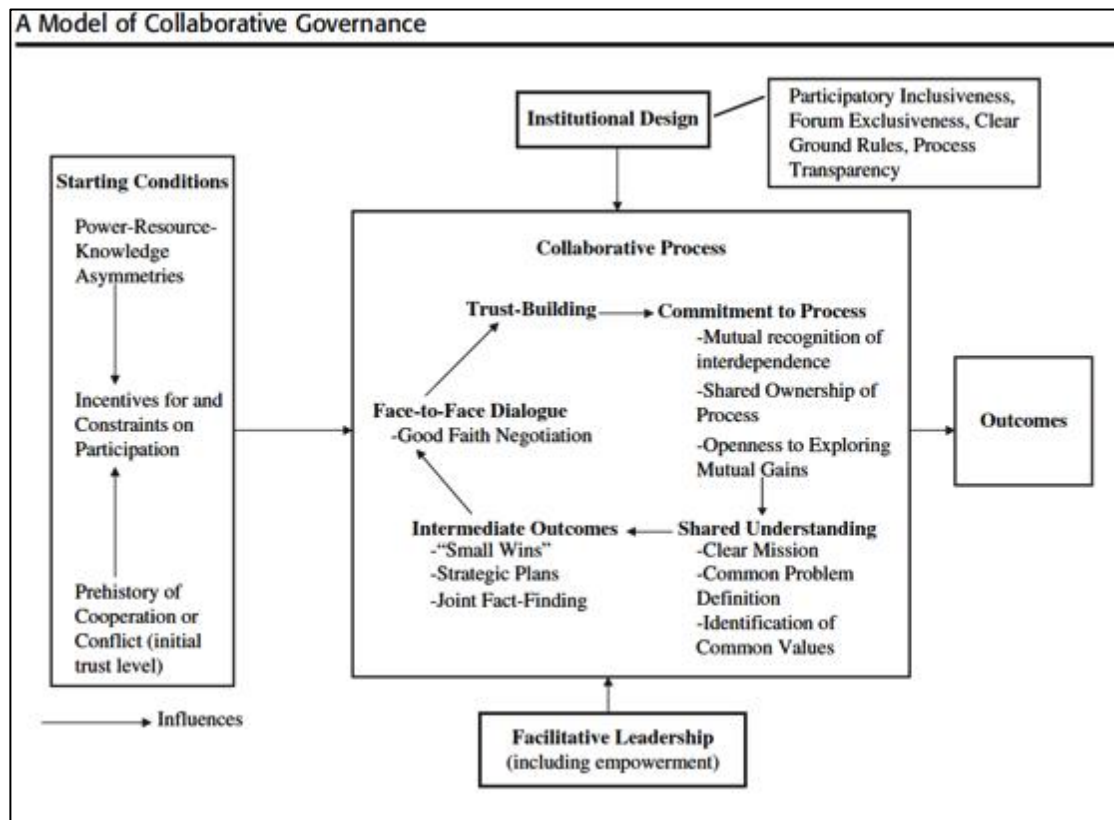 A Model of Collaborative Governance
Institutional Design
Participatory Inclusiveness,
Forum Exclusiveness, Clear
Ground Rules, Process
Transparency
Starting Conditions
Power-Resource-
Knowledge
Asymmetries
Incentives for and
Constraints on
Participation
Prehistory of
Cooperation or
Conflict (initial
trust level)
Influences
Collaborative Process
Trust-Building
Commitment to Process
-Mutual recognition of
interdependence
-Shared Ownership of
Process
-Openness to Exploring
Mutual Gains
Face-to-Face Dialogue
-Good Faith Negotiation
Intermediate Outcomes
-“Small Wins”
-Strategic Plans
-Joint Fact-Finding
Shared Understanding
-Clear Mission
-Common Problem
Definition
-Identification of
Common Values
Outcomes
Facilitative Leadership
(including empowerment)